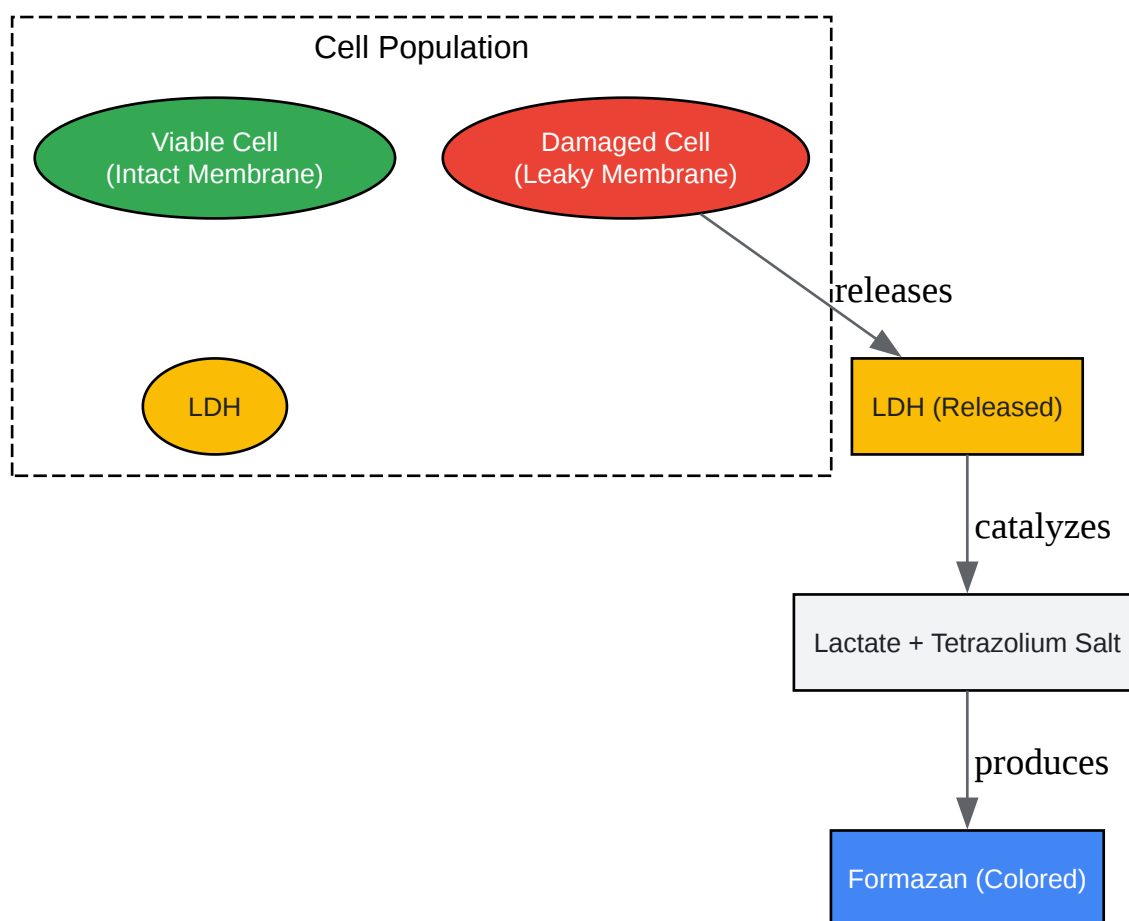 Cell Population
Viable Cell
(Intact Membrane)
Damaged Cell
(Leaky Membrane)
releases
LDH
LDH (Released)
catalyzes
Lactate + Tetrazolium Salt
produces
Formazan (Colored)